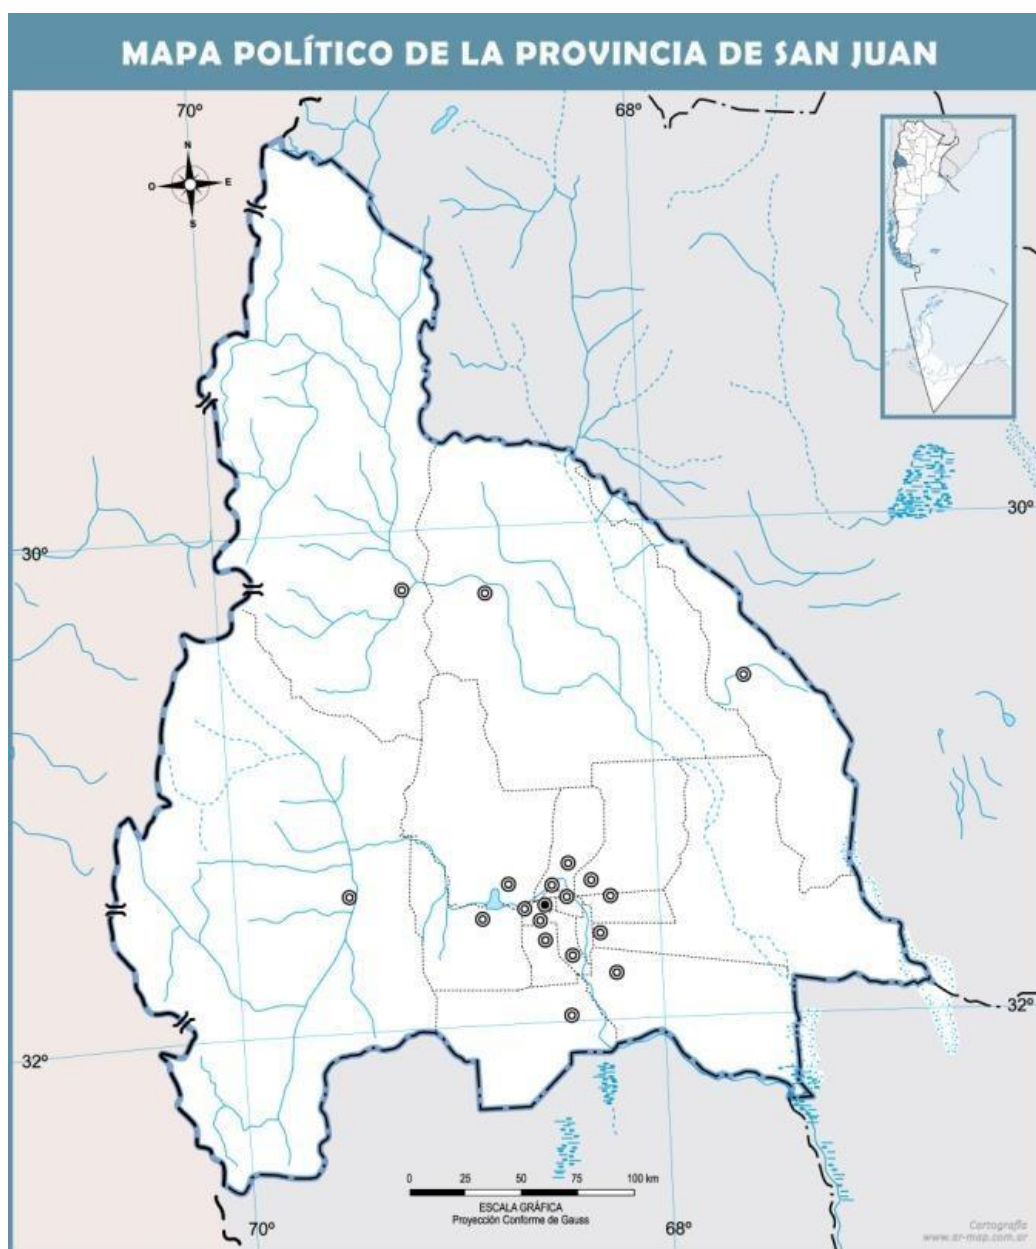 MAPA POLÍTICO DE LA PROVINCIA DE SAN JUAN
70º
68º
N
O
E
S
30º
30º
32º
32º
0 25 50 75 100 km
ESCALA GRÁFICA
Proyección Conforme de Gauss
70º
68º
Cartografía
www.ar-map.com.ar